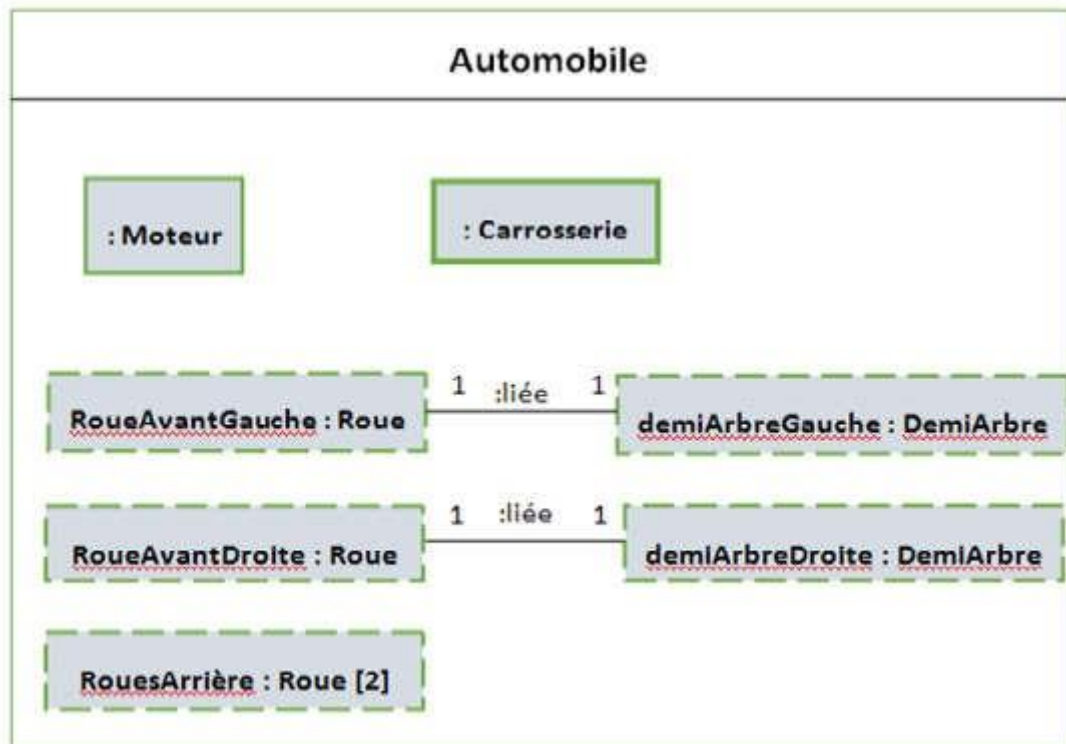 Automobile
: Moteur
: Carrosserie
1 :liée 1
RoueAvantGauche : Roue
demiArbreGauche : DemiArbre
1 :liée 1
RoueAvantDroite : Roue
demiArbreDroite : DemiArbre
RouesArrière : Roue [2]